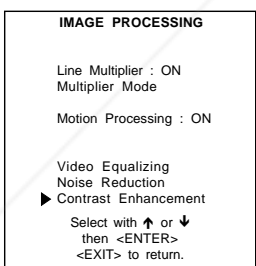 IMAGE PROCESSING
Line Multiplier : ON
Multiplier Mode
Motion Processing : ON
Video Equalizing
Noise Reduction
Contrast Enhancement
Select with ↑ or ↓
then <ENTER>
<EXIT> to return.